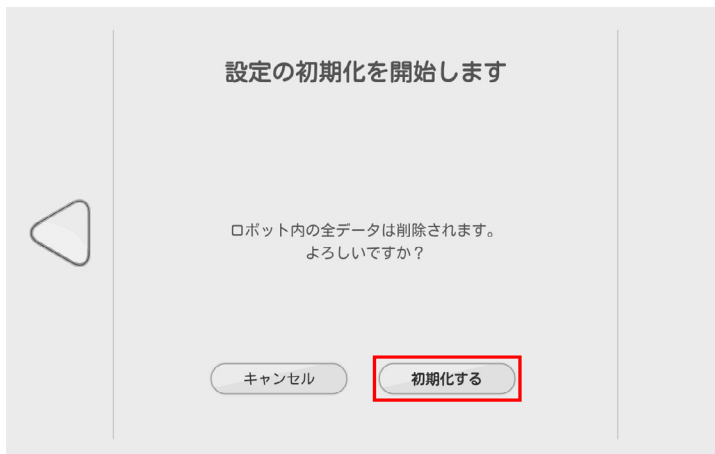 設定の初期化を開始します
ロボット内の全データは削除されます。
よろしいですか？
キャンセル
初期化する